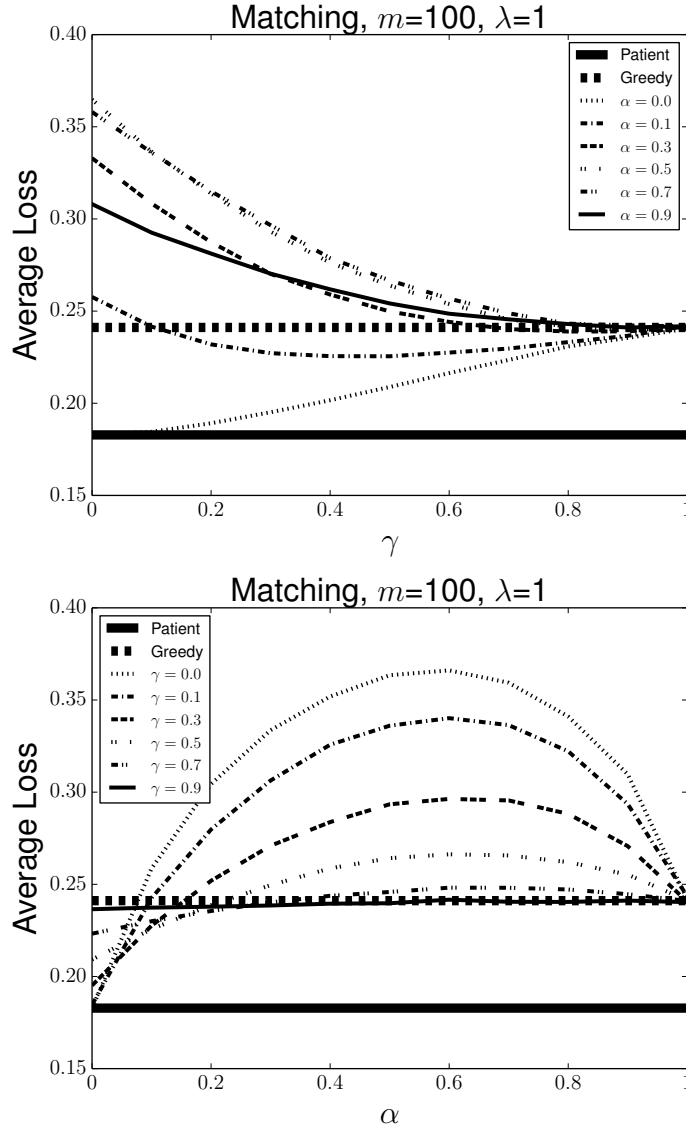 Matching, m=100, λ=1
0.40
0.35
0.30
0.25
0.20
0.15
Average Loss
Patient
Greedy
α = 0.0
α = 0.1
α = 0.3
α = 0.5
α = 0.7
α = 0.9
0 0.2 0.4 0.6 0.8 1
γ
Matching, m=100, λ=1
0.40
0.35
0.30
0.25
0.20
0.15
Average Loss
Patient
Greedy
γ = 0.0
γ = 0.1
γ = 0.3
γ = 0.5
γ = 0.7
γ = 0.9
0 0.2 0.4 0.6 0.8 1
α